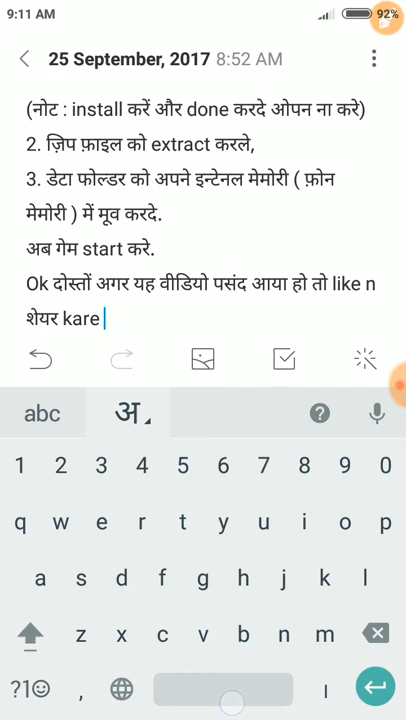 9:11 AM
92%
25 September, 2017 8:52 AM
(नोट : install करें और done करदे ओपन ना करे)
2. ज़िप फ़ाइल को extract करले,
3. डेटा फोल्डर को अपने इन्टेनल मेमोरी ( फ़ोन
मेमोरी ) में मूव करदे.
अब गेम start करे.
Ok दोस्तों अगर यह वीडियो पसंद आया हो तो like n
शेयर kare
abc अ
1 2 3 4 5 6 7 8 9 0
q w e r t y u i o p
a s d f g h j k l
z x c v b n m
?1☺ , ।